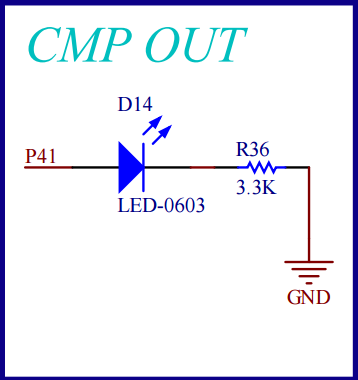 CMP OUT
D14
P41
R36
LED-0603
3.3K
GND